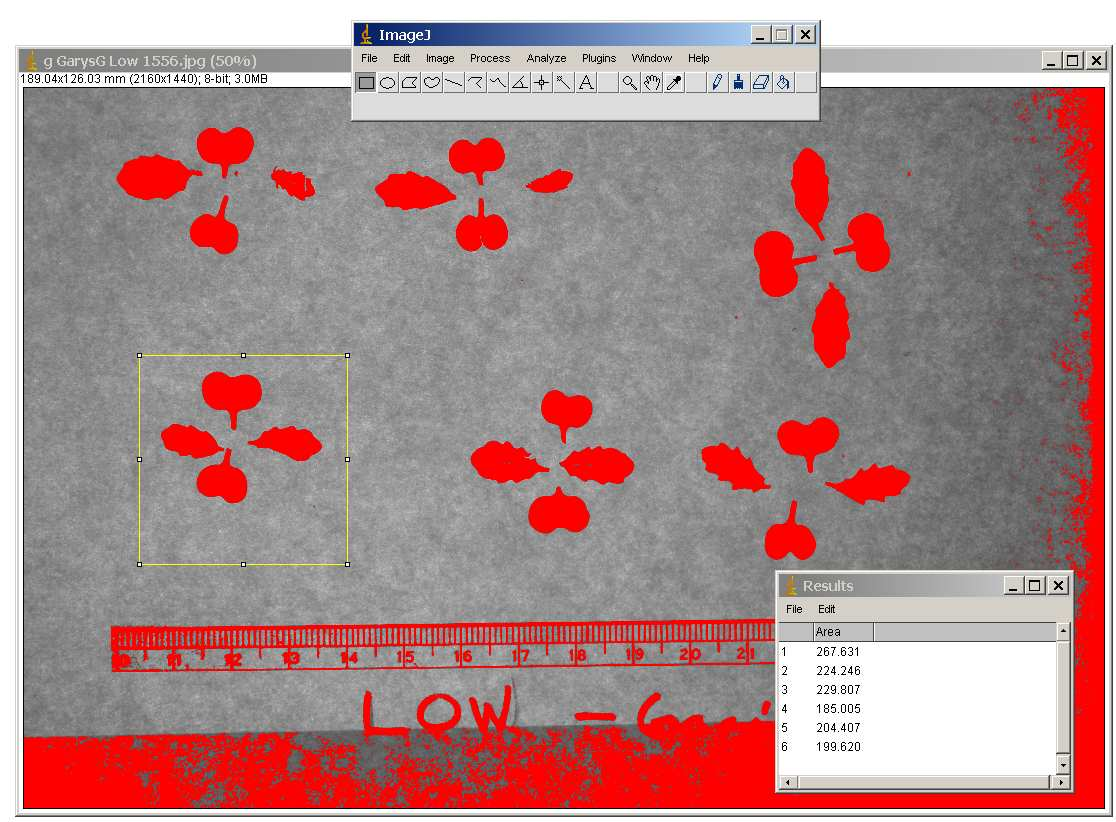 ImageJ
g GarysG Low 1556.jpg (50%)
189.04x126.03 mm (2160x1440); 8-bit; 3.0MB
File Edit Image Process Analyze Plugins Window Help
A
10 11 12 13 14 15 16 17 18 19 20 21
LOW -
Results
File Edit
Area
1 267.631
2 224.246
3 229.807
4 185.005
5 204.407
6 199.620